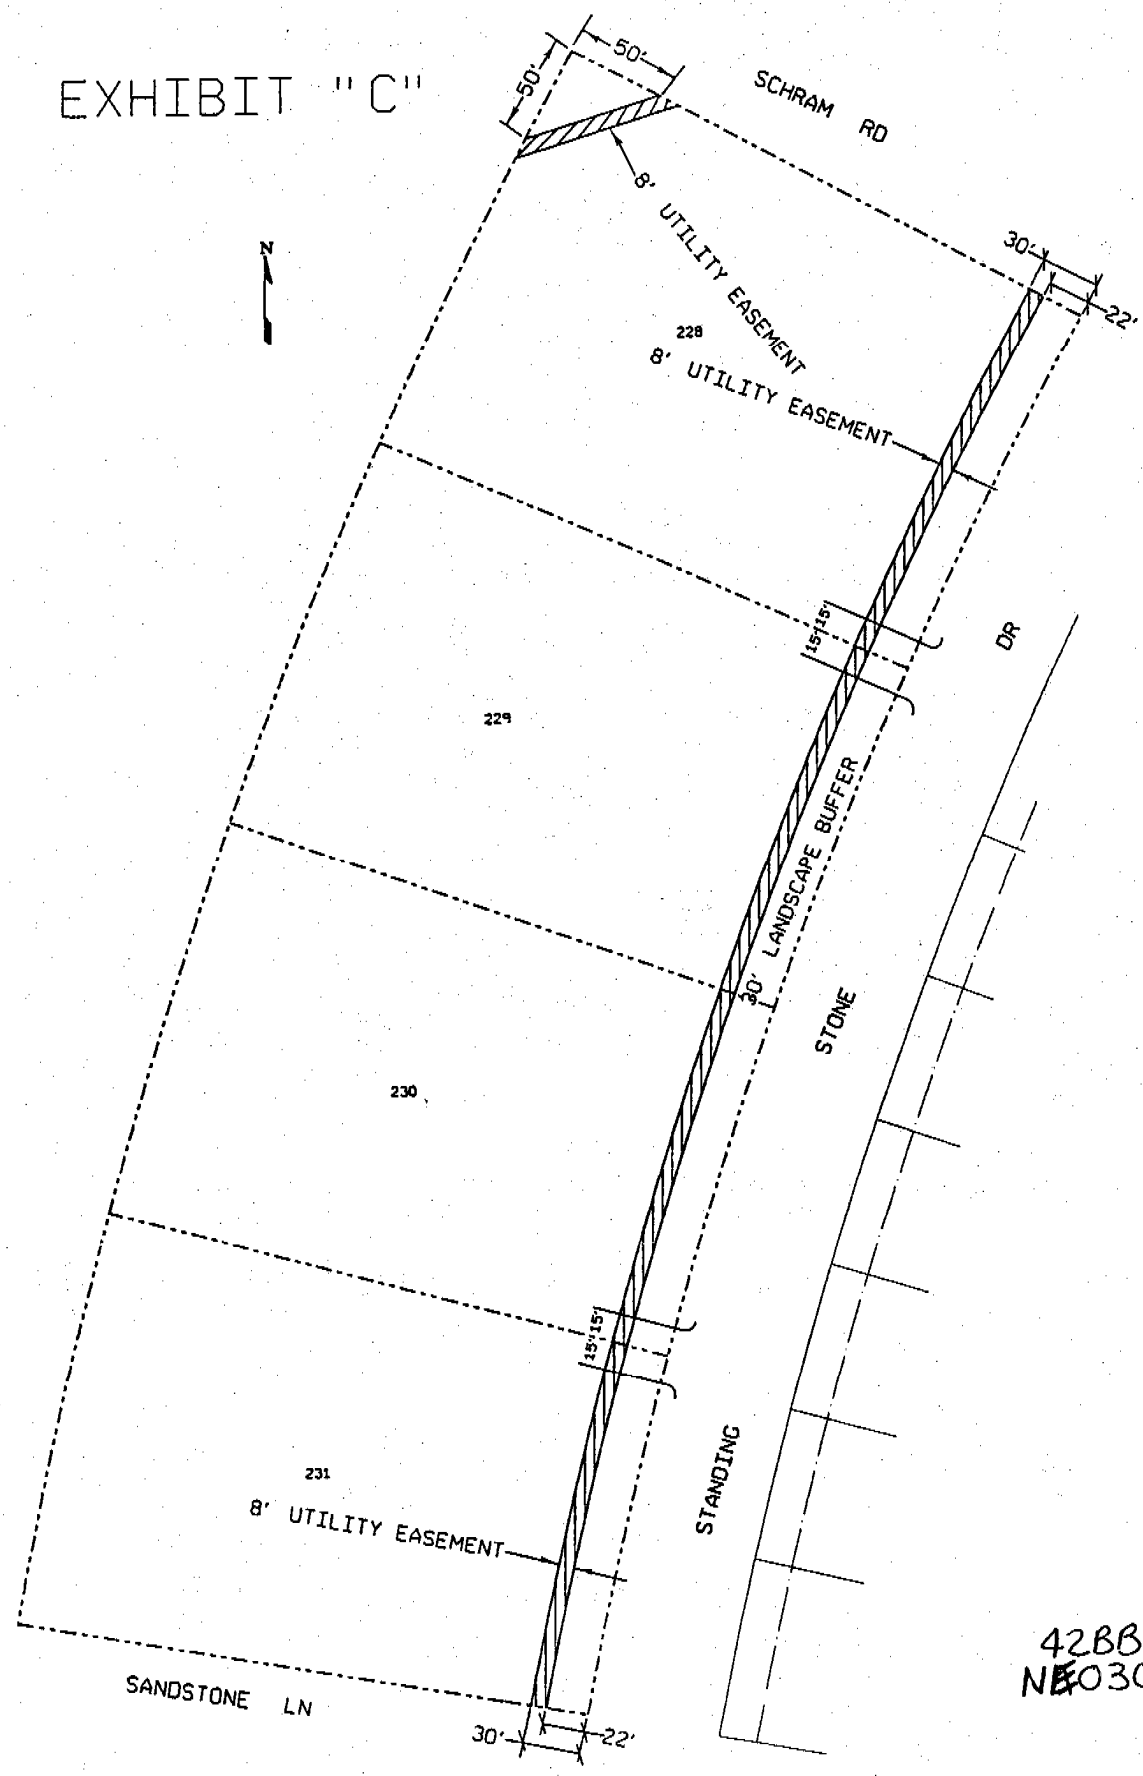 EXHIBIT "C"
50'
50'
SCHRAM RD
8' UTILITY EASEMENT
N
30'
22'
228
8' UTILITY EASEMENT
15'
15'
DR
229
30' LANDSCAPE BUFFER
STONE
230
15'
15'
STANDING
231
8' UTILITY EASEMENT
42BB
SANDSTONE LN
30'
22'